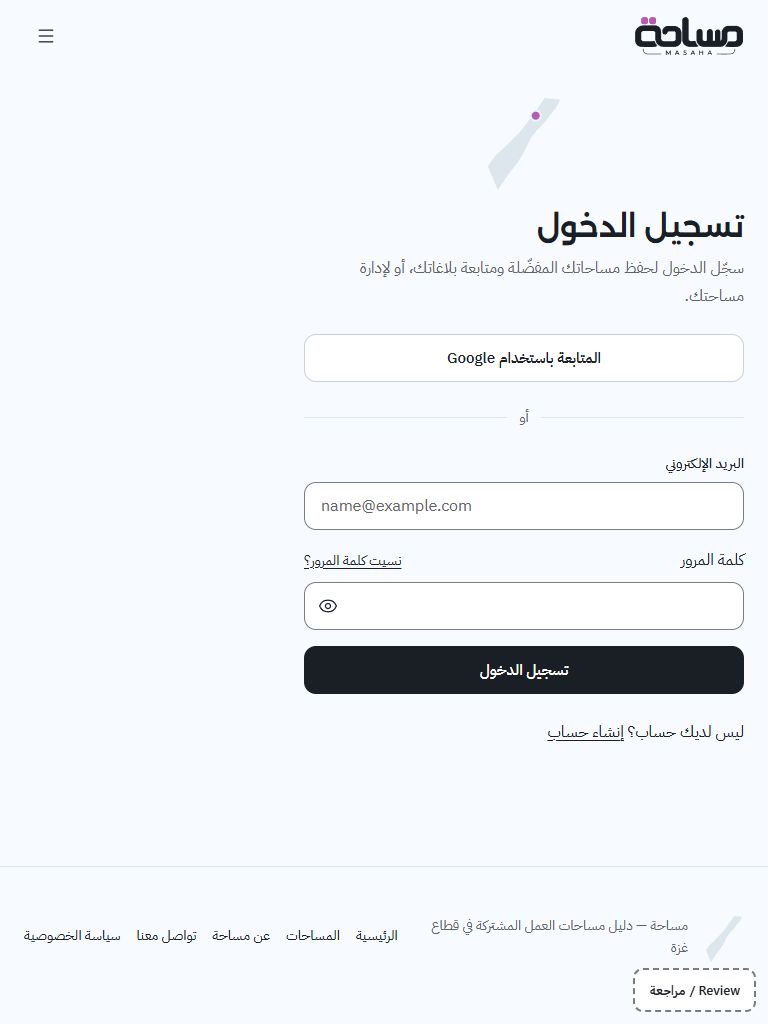 مساحة
MASAHA
تسجيل الدخول
سجّل الدخول لحفظ مساحاتك المفضّلة ومتابعة بلاغاتك، أو لإدارة
مساحتك.
المتابعة باستخدام Google
أو
البريد الإلكتروني
name@example.com
كلمة المرور
نسيت كلمة المرور؟
تسجيل الدخول
ليس لديك حساب؟ إنشاء حساب
مساحة — دليل مساحات العمل المشتركة في قطاع
غزة
الرئيسية المساحات عن مساحة تواصل معنا سياسة الخصوصية
Review / مراجعة